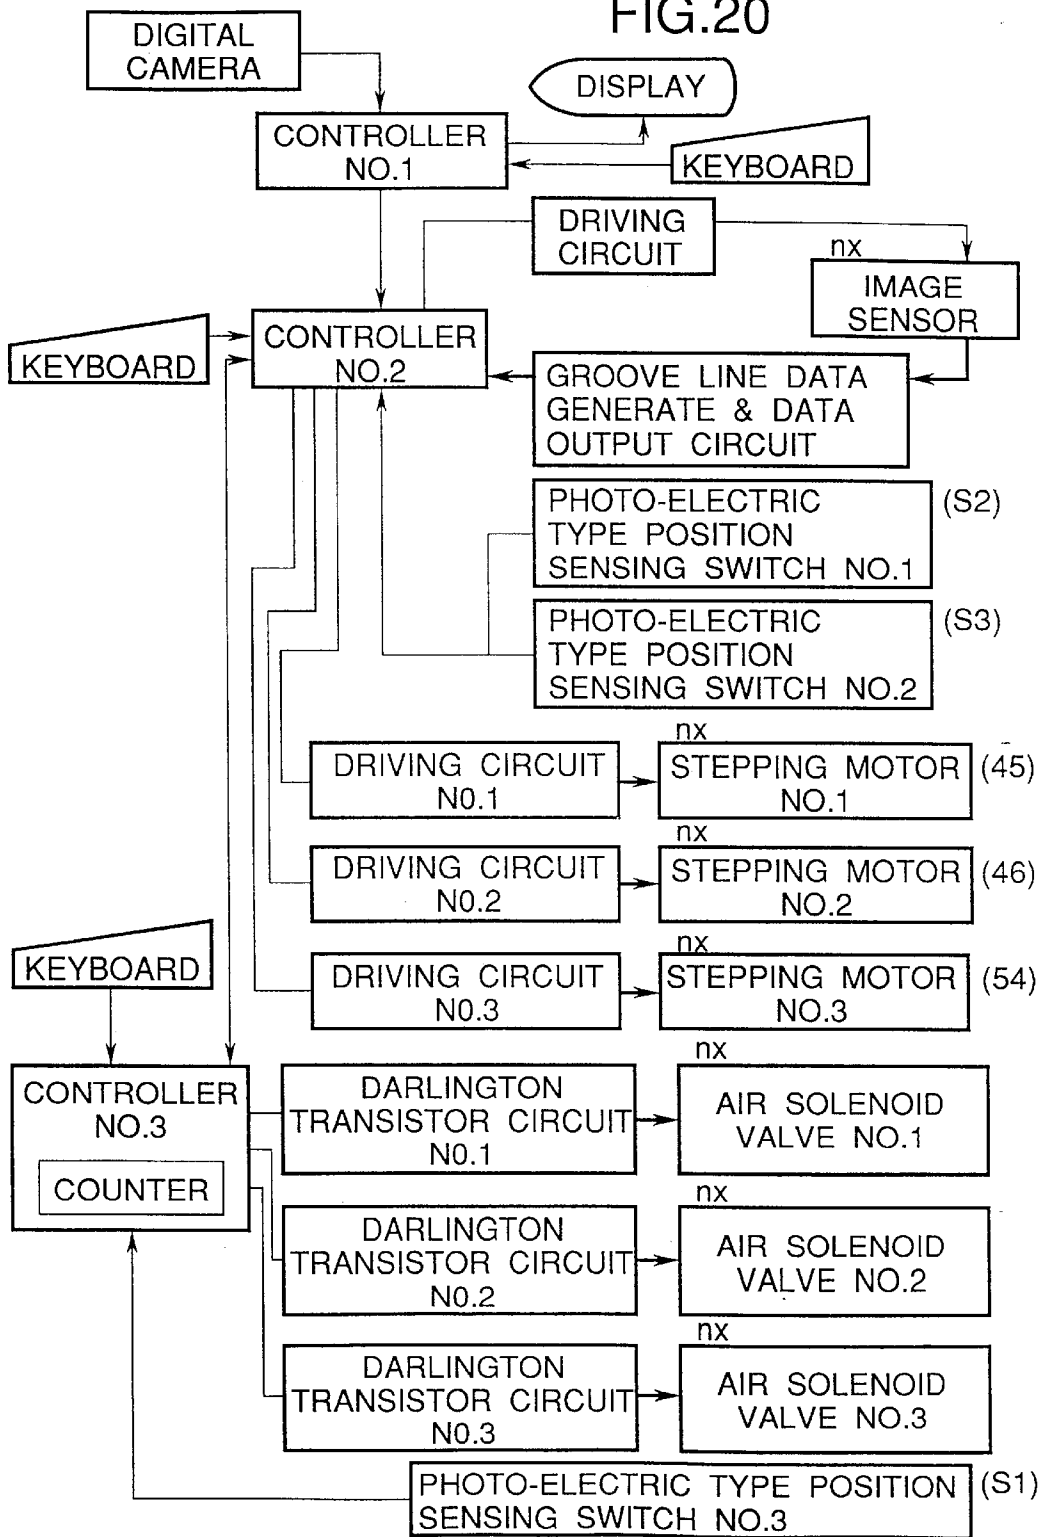 FIG.20
DIGITAL
CAMERA
DISPLAY
CONTROLLER
NO.1
KEYBOARD
DRIVING
CIRCUIT
nx
IMAGE
SENSOR
CONTROLLER
NO.2
KEYBOARD
GROOVE LINE DATA
GENERATE & DATA
OUTPUT CIRCUIT
PHOTO-ELECTRIC
TYPE POSITION
SENSING SWITCH NO.1
(S2)
PHOTO-ELECTRIC
TYPE POSITION
SENSING SWITCH NO.2
(S3)
DRIVING CIRCUIT
N0.1
nx
STEPPING MOTOR
NO.1
(45)
DRIVING CIRCUIT
N0.2
nx
STEPPING MOTOR
NO.2
(46)
DRIVING CIRCUIT
N0.3
nx
STEPPING MOTOR
NO.3
(54)
KEYBOARD
CONTROLLER
NO.3
COUNTER
DARLINGTON
TRANSISTOR CIRCUIT
N0.1
nx
AIR SOLENOID
VALVE NO.1
DARLINGTON
TRANSISTOR CIRCUIT
N0.2
nx
AIR SOLENOID
VALVE NO.2
DARLINGTON
TRANSISTOR CIRCUIT
N0.3
nx
AIR SOLENOID
VALVE NO.3
PHOTO-ELECTRIC TYPE POSITION
SENSING SWITCH NO.3
(S1)